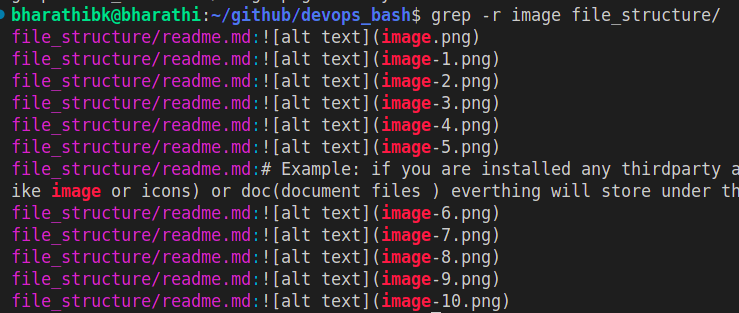 bharathibk@bharathi:~/github/devops_bash$ grep -r image file_structure/
file_structure/readme.md:![alt text](image.png)
file_structure/readme.md:![alt text](image-1.png)
file_structure/readme.md:![alt text](image-2.png)
file_structure/readme.md:![alt text](image-3.png)
file_structure/readme.md:![alt text](image-4.png)
file_structure/readme.md:![alt text](image-5.png)
file_structure/readme.md:# Example: if you are installed any thirdparty a
ike image or icons) or doc(document files ) everthing will store under th
file_structure/readme.md:![alt text](image-6.png)
file_structure/readme.md:![alt text](image-7.png)
file_structure/readme.md:![alt text](image-8.png)
file_structure/readme.md:![alt text](image-9.png)
file_structure/readme.md:![alt text](image-10.png)